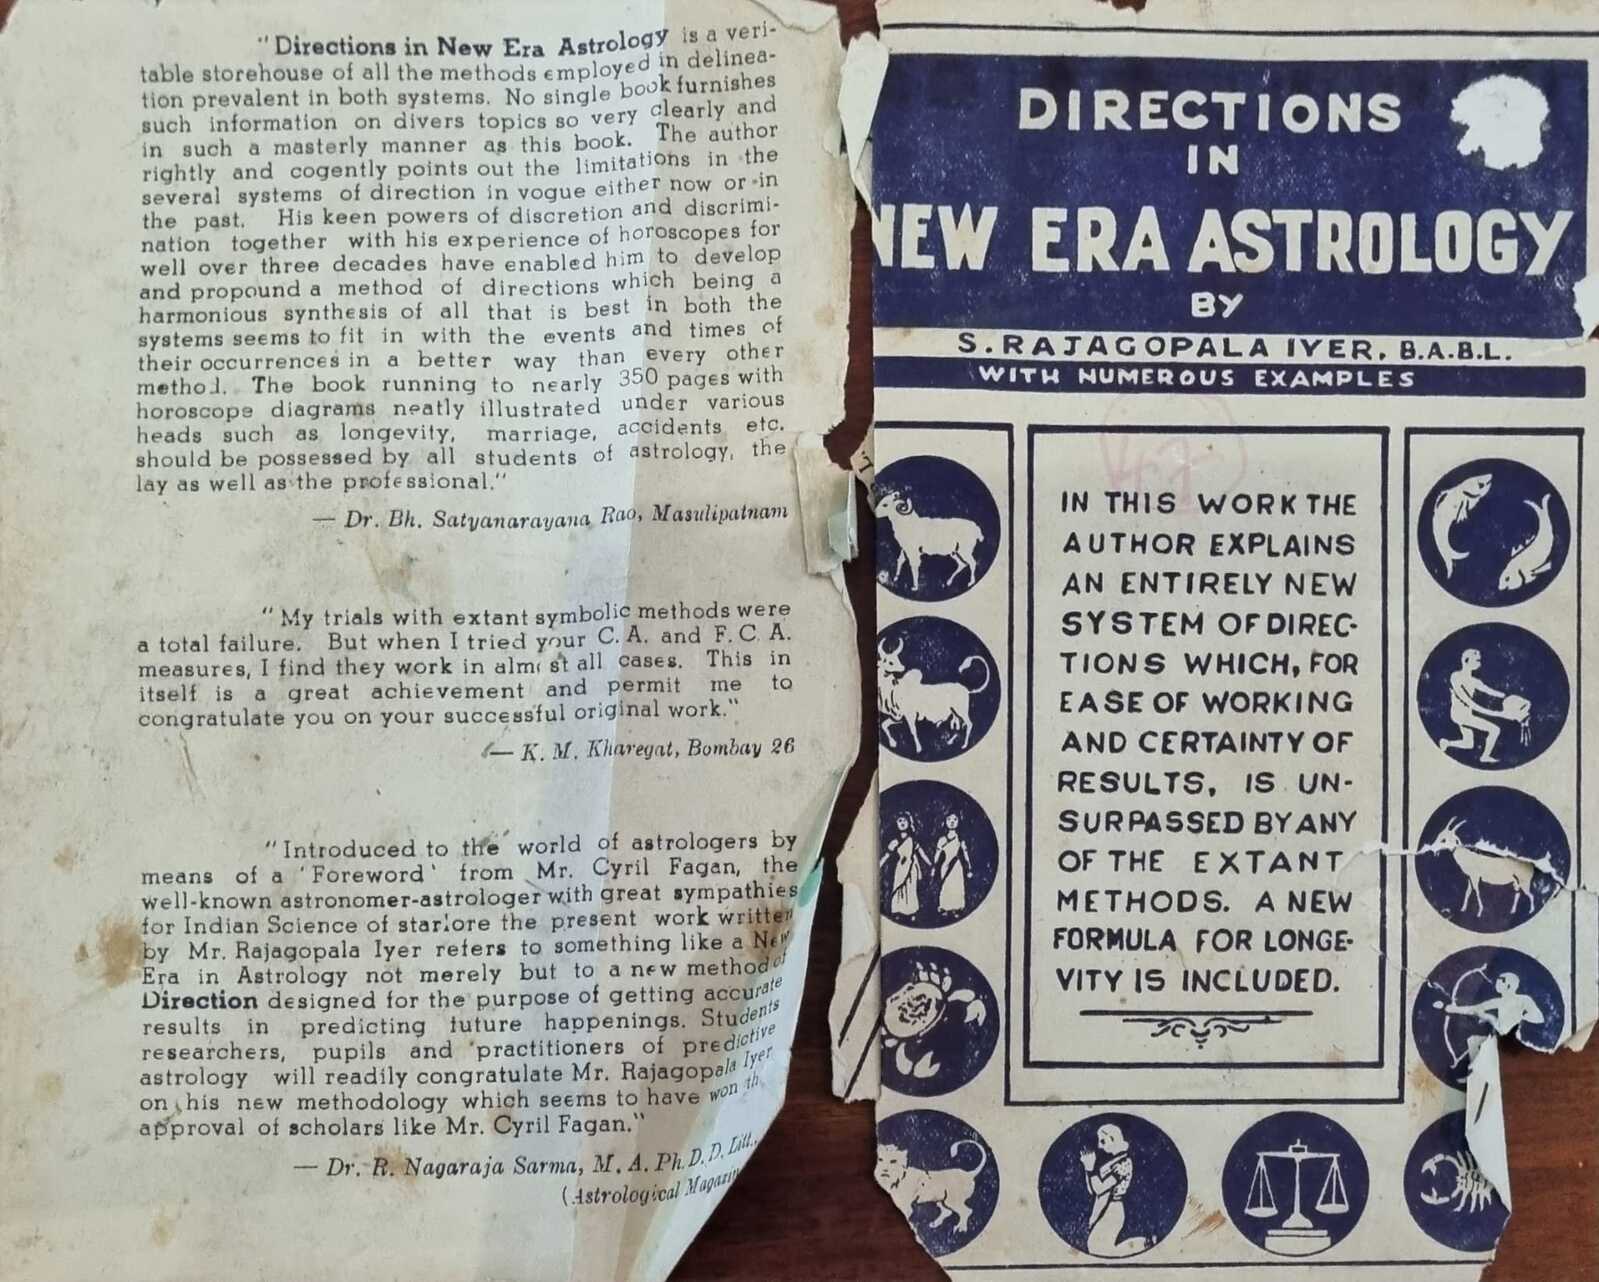 "Directions in New Era Astrology is a veri-
table storehouse of all the methods employed in delinea-
tion prevalent in both systems. No single book furnishes
such information on divers topics so very clearly and
in such a masterly manner as this book. The author
rightly and cogently points out the limitations in the
several systems of direction in vogue either now or in
the past. His keen powers of discretion and discrimi-
nation together with his experience of horoscopes for
well over three decades have enabled him to develop
and propound a method of directions which being a
harmonious synthesis of all that is best in both the
systems seems to fit in with the events and times of
their occurrences in a better way than every other
method. The book running to nearly 350 pages with
horoscope diagrams neatly illustrated under various
heads such as longevity, marriage, accidents etc.
should be possessed by all students of astrology, the
lay as well as the professional."
— Dr. Bh. Satyanarayana Rao, Masulipatnam
"My trials with extant symbolic methods were
a total failure. But when I tried your C. A. and F. C. A.
measures, I find they work in almost all cases. This in
itself is a great achievement and permit me to
congratulate you on your successful original work."
— K. M. Kharegat, Bombay 26
"Introduced to the world of astrologers by
means of a 'Foreword' from Mr. Cyril Fagan, the
well-known astronomer-astrologer with great sympathies
for Indian Science of starlore the present work written
by Mr. Rajagopala Iyer refers to something like a New
Era in Astrology not merely but to a new method of
Direction designed for the purpose of getting accurate
results in predicting future happenings. Students
researchers, pupils and practitioners of predictive
astrology will readily congratulate Mr. Rajagopala Iyer
on his new methodology which seems to have won th
approval of scholars like Mr. Cyril Fagan."
— Dr. R. Nagaraja Sarma, M. A. Ph. D. D. Litt.,
(Astrological Magazin
DIRECTIONS
IN
NEW ERA ASTROLOGY
BY
S. RAJAGOPALA IYER, B.A.B.L.
WITH NUMEROUS EXAMPLES
IN THIS WORK THE
AUTHOR EXPLAINS
AN ENTIRELY NEW
SYSTEM OF DIREC-
TIONS WHICH, FOR
EASE OF WORKING
AND CERTAINTY OF
RESULTS, IS UN-
SURPASSED BY ANY
OF THE EXTANT
METHODS. A NEW
FORMULA FOR LONGE-
VITY IS INCLUDED.